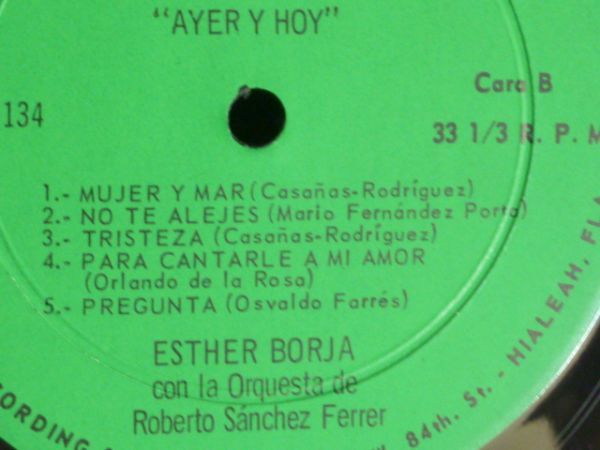 "AYER Y HOY"
134
Cara B
33 1/3 R. P. M
1.- MUJER Y MAR (Casañas-Rodríguez)
2.- NO TE ALEJES (Mario Fernández Porta)
3.- TRISTEZA (Casañas-Rodríguez)
4.- PARA CANTARLE A MI AMOR
(Orlando de la Rosa)
5.- PREGUNTA (Osvaldo Farrés)
ESTHER BORJA
con la Orquesta de
Roberto Sánchez Ferrer
CORDING
84th. St. - HIALEAH, FLA